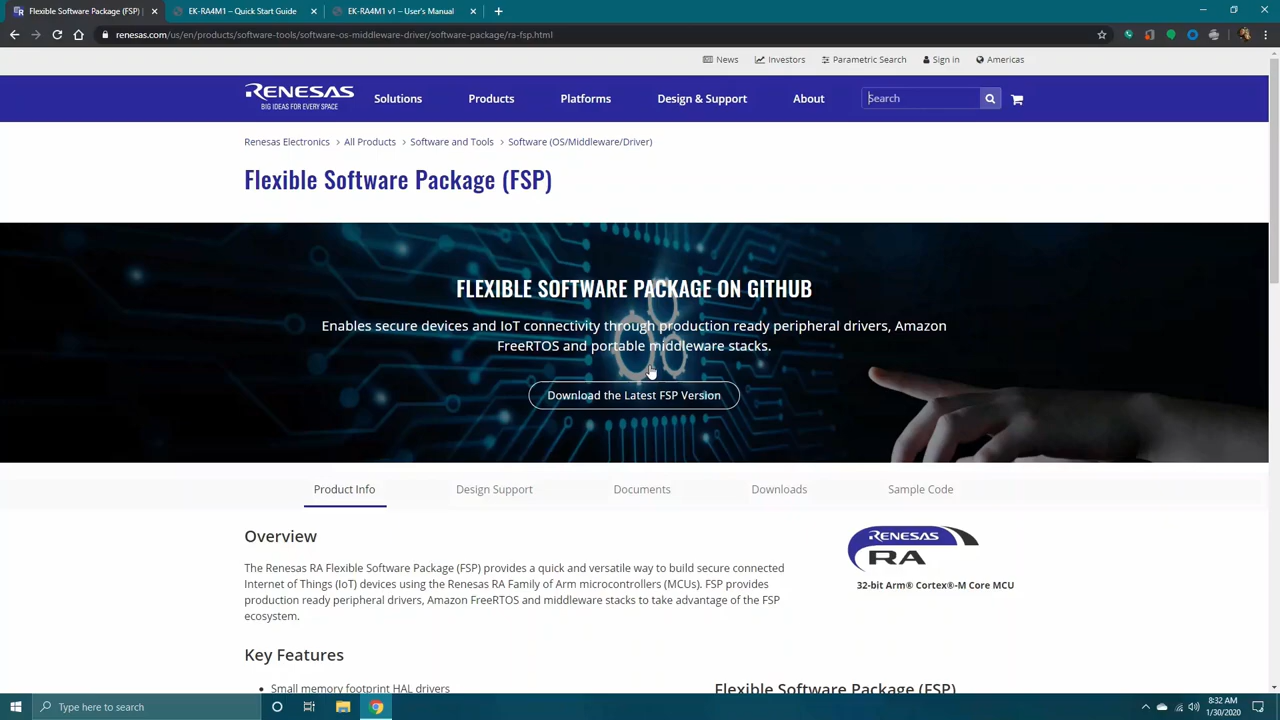 Flexible Software Package (FSP) |
EK-RA4M1 - Quick Start Guide
EK-RA4M1 v1 – User's Manual
renesas.com/us/en/products/software-tools/software-os-middleware-driver/software-package/ra-fsp.html
News Investors Parametric Search Sign in Americas
RENESAS
BIG IDEAS FOR EVERY SPACE
Solutions Products Platforms Design & Support About Search
Renesas Electronics > All Products > Software and Tools > Software (OS/Middleware/Driver)
Flexible Software Package (FSP)
FLEXIBLE SOFTWARE PACKAGE ON GITHUB
Enables secure devices and IoT connectivity through production ready peripheral drivers, Amazon
FreeRTOS and portable middleware stacks.
Download the Latest FSP Version
Product Info Design Support Documents Downloads Sample Code
Overview
The Renesas RA Flexible Software Package (FSP) provides a quick and versatile way to build secure connected
Internet of Things (IoT) devices using the Renesas RA Family of Arm microcontrollers (MCUs). FSP provides
production ready peripheral drivers, Amazon FreeRTOS and middleware stacks to take advantage of the FSP
ecosystem.
RENESAS
RA
32-bit Arm® Cortex®-M Core MCU
Key Features
• Small memory footprint HAL drivers
Flexible Software Package (FSP)
Type here to search
8:32 AM
1/30/2020